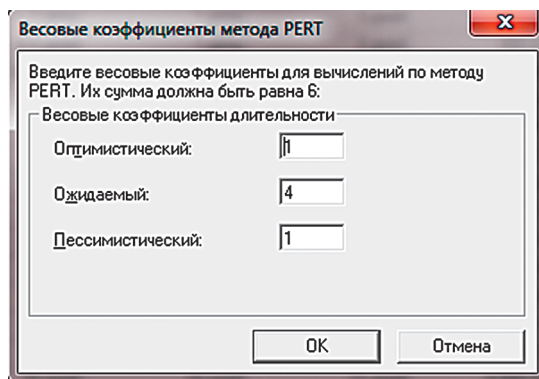 Весовые коэффициенты метода PERT
Введите весовые коэффициенты для вычислений по методу
PERT. Их сумма должна быть равна 6:
Весовые коэффициенты длительности
Оптимистический: 1
Ожидаемый: 4
Пессимистический: 1
OK Отмена